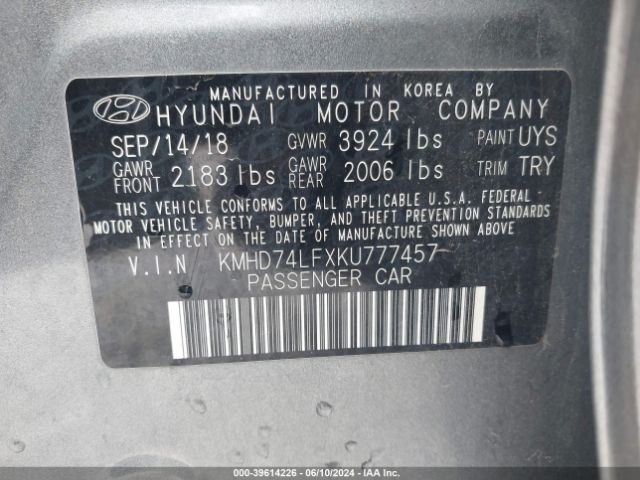 MANUFACTURED IN KOREA BY
HYUNDAI MOTOR COMPANY
SEP/14/18 GVWR 3924 lbs PAINT UYS
GAWR FRONT 2183 lbs GAWR REAR 2006 lbs TRIM TRY
THIS VEHICLE CONFORMS TO ALL APPLICABLE U.S.A. FEDERAL
MOTOR VEHICLE SAFETY, BUMPER, AND THEFT PREVENTION STANDARDS
IN EFFECT ON THE DATE OF MANUFACTURE SHOWN ABOVE
V.I.N KMHD74LFXKU777457
PASSENGER CAR
000-39614226 - 06/10/2024 - IAAI.COM